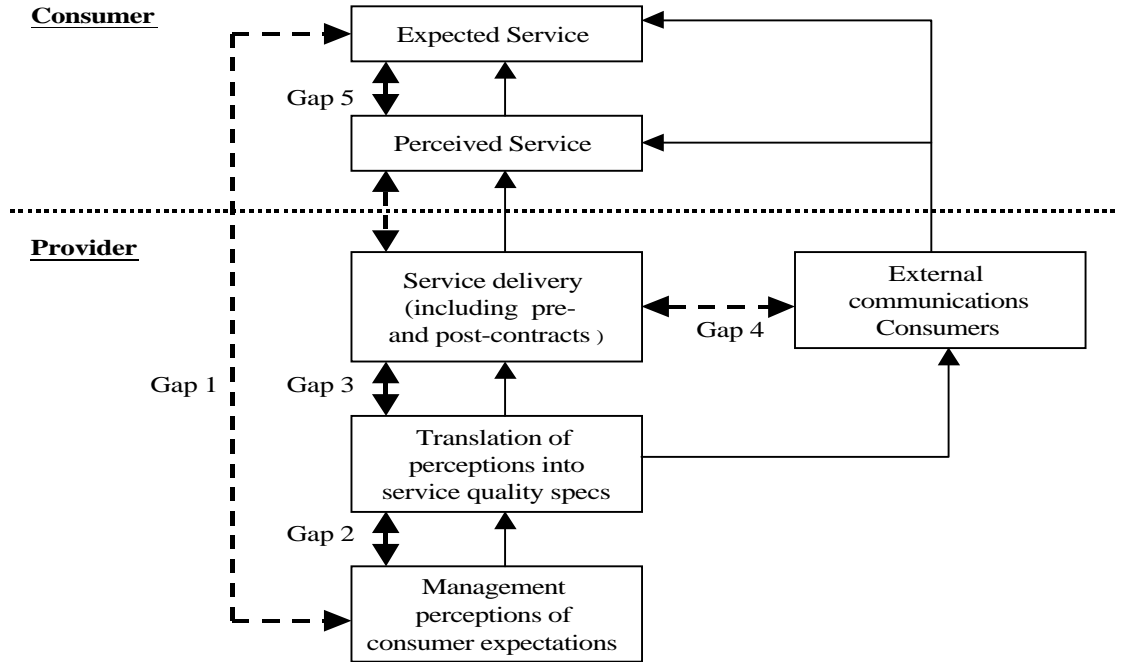 Consumer
Expected Service
Gap 5
Perceived Service
Provider
Service delivery
(including pre-
and post-contracts )
External
communications
Consumers
Gap 4
Gap 1
Gap 3
Translation of
perceptions into
service quality specs
Gap 2
Management
perceptions of
consumer expectations